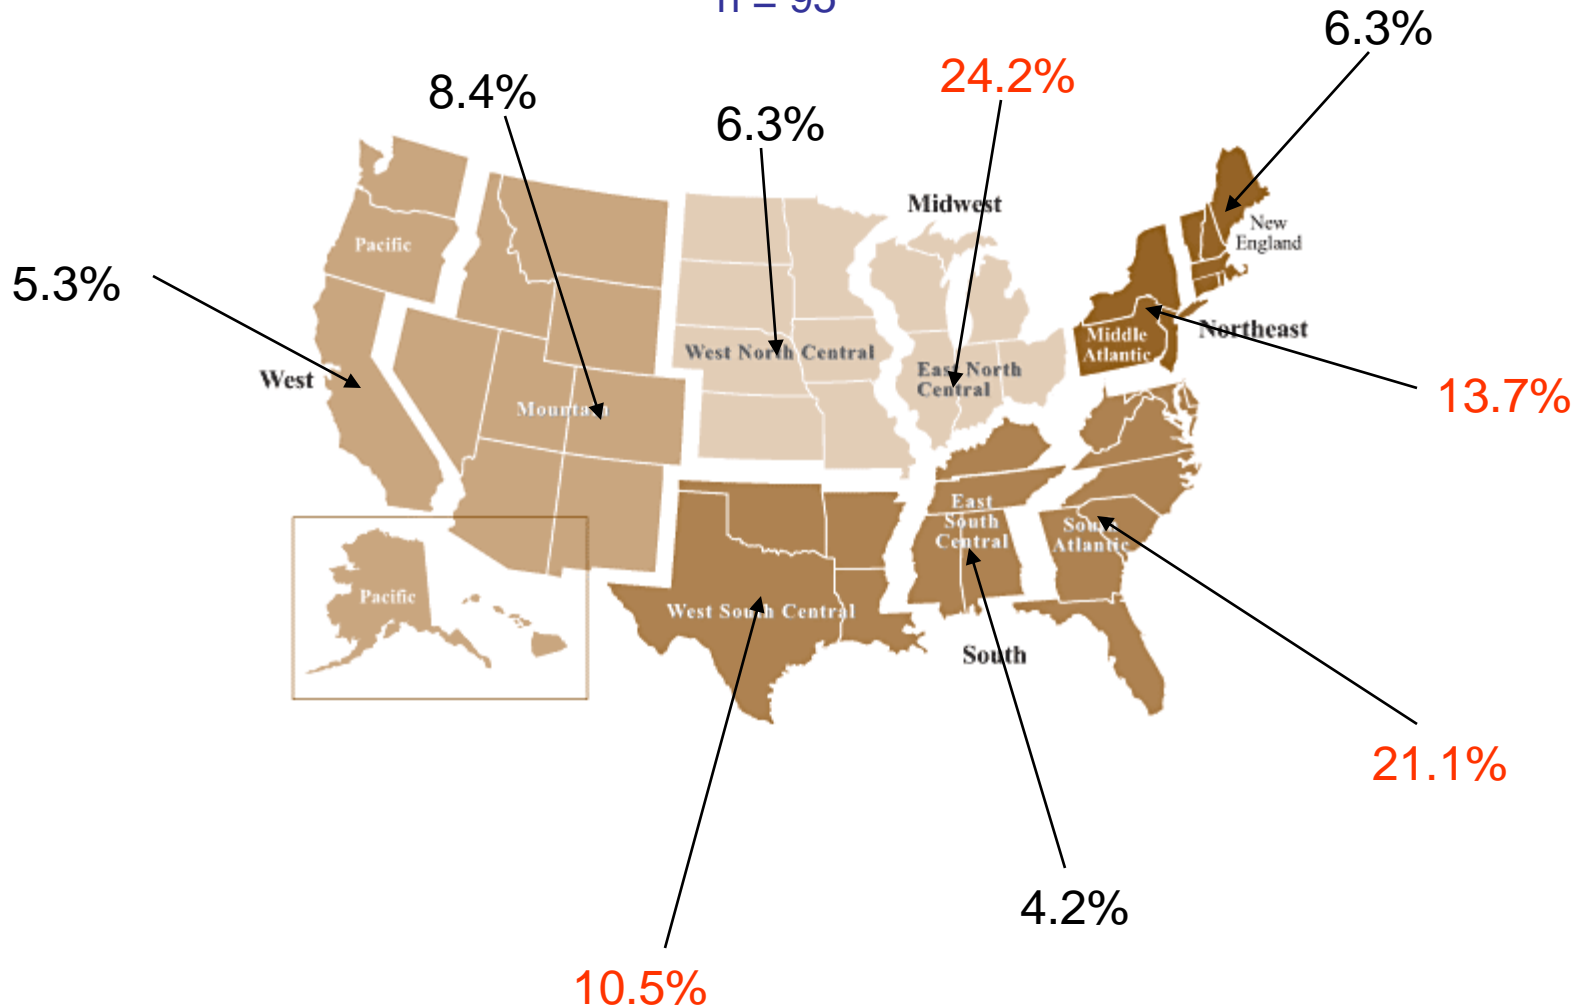 n = 95
6.3%
24.2%
8.4%
6.3%
Midwest
New
England
Pacific
5.3%
Northeast
Middle
Atlantic
West North Central
East North
Central
West
13.7%
Mountain
East
South
Central
South
Atlantic
Pacific
West South Central
South
21.1%
4.2%
10.5%